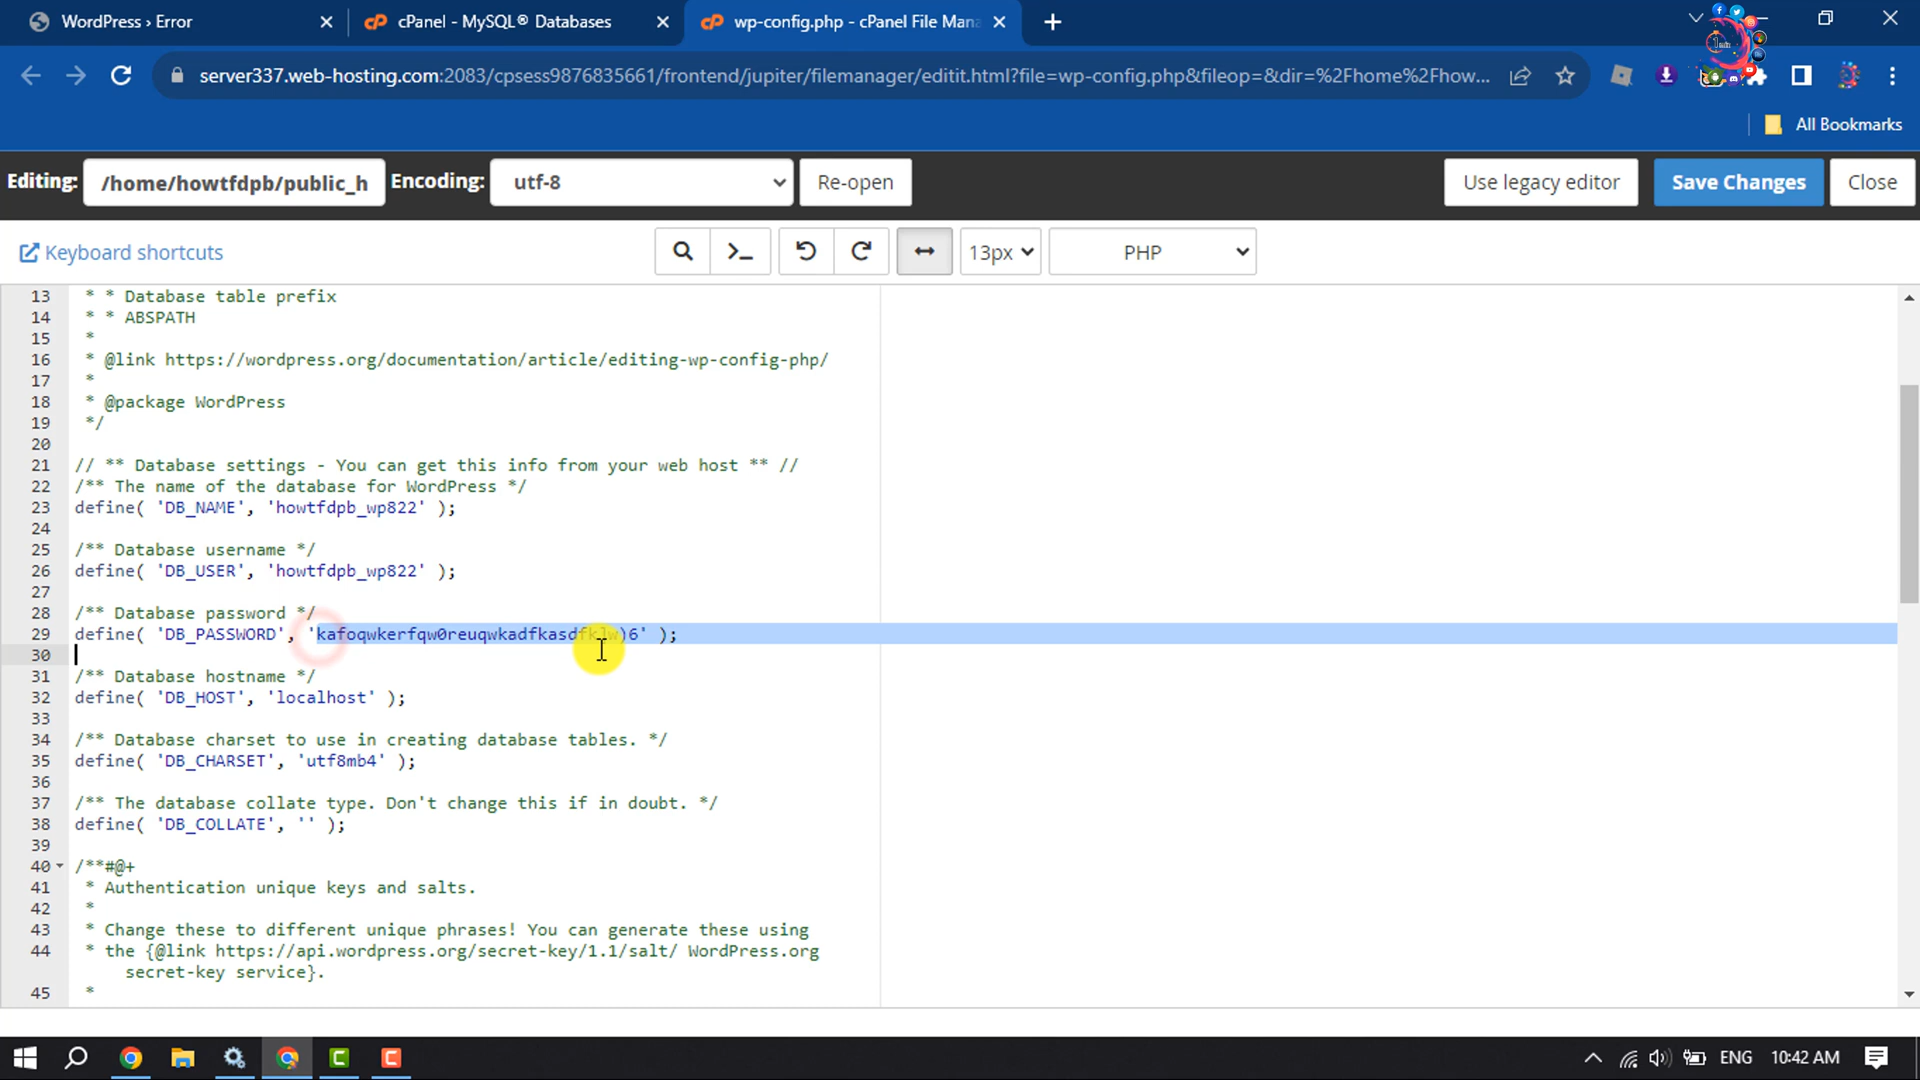 WordPress › Error
cPanel - MySQL® Databases
wp-config.php - cPanel File Mana
server337.web-hosting.com:2083/cpsess9876835661/frontend/jupiter/filemanager/editit.html?file=wp-config.php&fileop=&dir=%2Fhome%2Fhow...
All Bookmarks
Editing: /home/howtfdpb/public_h Encoding: utf-8 Re-open Use legacy editor Save Changes Close
Keyboard shortcuts 13px PHP
13 * * Database table prefix
14 * * ABSPATH
15 *
16 * @link https://wordpress.org/documentation/article/editing-wp-config-php/
17 *
18 * @package WordPress
19 */
20
21 // ** Database settings - You can get this info from your web host ** //
22 /** The name of the database for WordPress */
23 define( 'DB_NAME', 'howtfdpb_wp822' );
24
25 /** Database username */
26 define( 'DB_USER', 'howtfdpb_wp822' );
27
28 /** Database password */
29 define( 'DB_PASSWORD', 'kafoqwkerfqw0reuqwkadfkasdfklw)6' );
30
31 /** Database hostname */
32 define( 'DB_HOST', 'localhost' );
33
34 /** Database charset to use in creating database tables. */
35 define( 'DB_CHARSET', 'utf8mb4' );
36
37 /** The database collate type. Don't change this if in doubt. */
38 define( 'DB_COLLATE', '' );
39
40 /**#@+
41 * Authentication unique keys and salts.
42 *
43 * Change these to different unique phrases! You can generate these using
44 * the {@link https://api.wordpress.org/secret-key/1.1/salt/ WordPress.org
secret-key service}.
45 *
ENG 10:42 AM